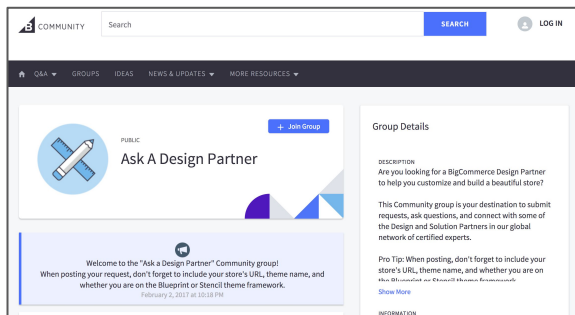 B COMMUNITY
Search
SEARCH
LOG IN
Q&A
GROUPS
IDEAS
NEWS & UPDATES
MORE RESOURCES
PUBLIC
+ Join Group
Ask A Design Partner
Welcome to the "Ask a Design Partner" Community group!
When posting your request, don't forget to include your store's URL, theme name, and
whether you are on the Blueprint or Stencil theme framework.
February 2, 2017 at 10:18 PM
Group Details
DESCRIPTION
Are you looking for a BigCommerce Design Partner
to help you customize and build a beautiful store?
This Community group is your destination to submit
requests, ask questions, and connect with some of
the Design and Solution Partners in our global
network of certified experts.
Pro Tip: When posting, don't forget to include your
store's URL, theme name, and whether you are on
the Blueprint or Stencil theme framework
Show More
INFORMATION